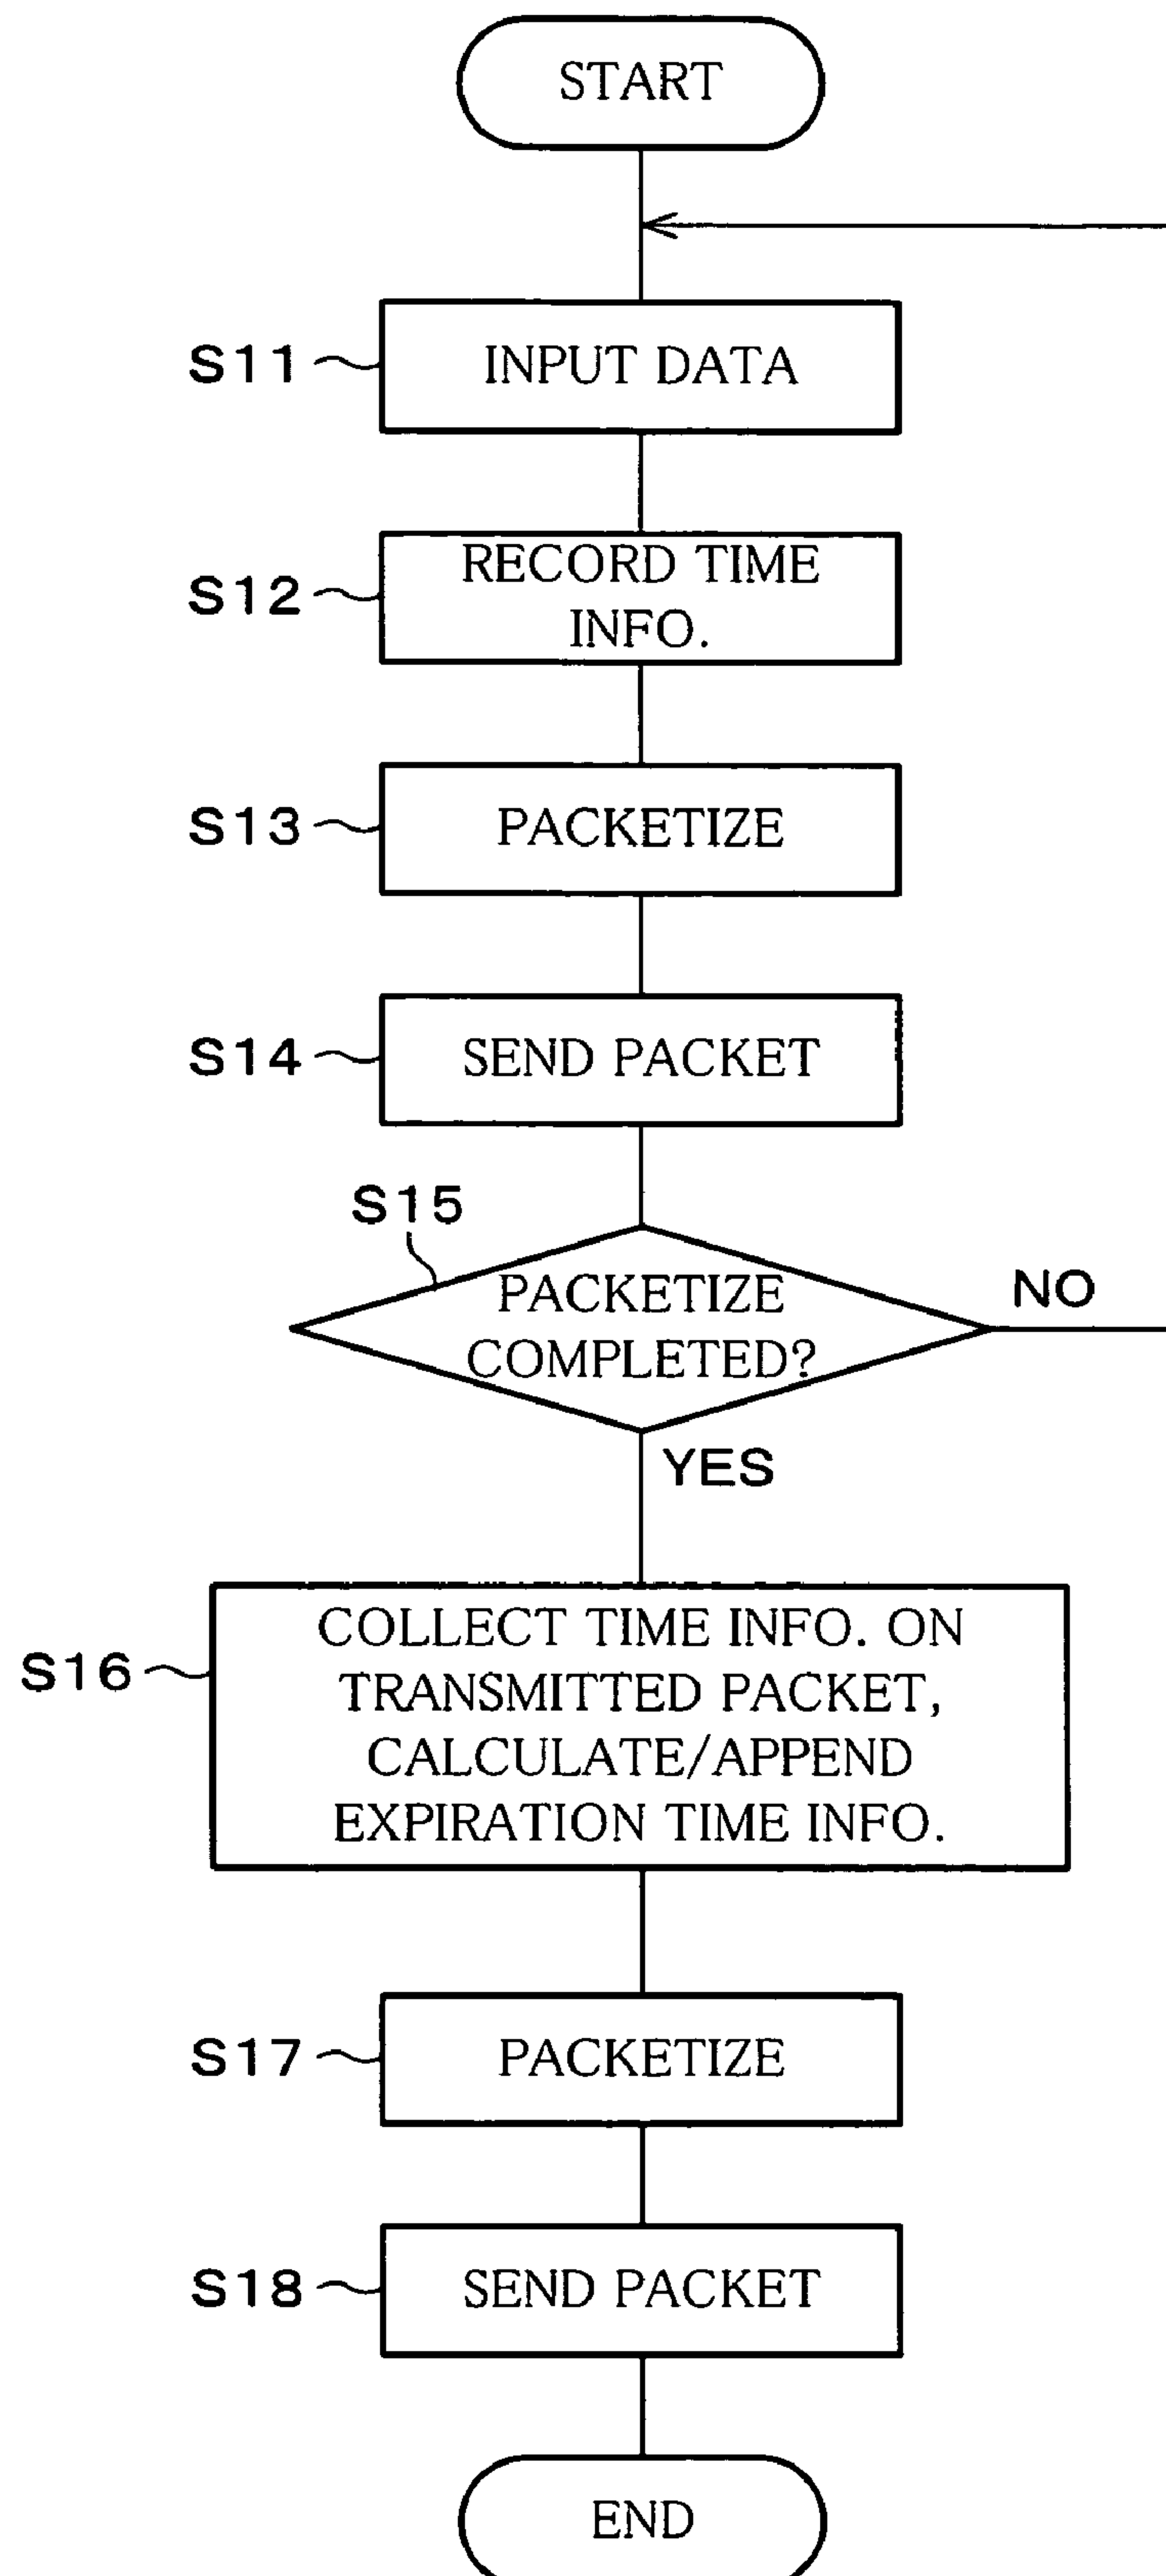 START
S11
INPUT DATA
S12
RECORD TIME
INFO.
S13
PACKETIZE
S14
SEND PACKET
S15
PACKETIZE
COMPLETED?
NO
YES
S16
COLLECT TIME INFO. ON
TRANSMITTED PACKET,
CALCULATE/APPEND
EXPIRATION TIME INFO.
S17
PACKETIZE
S18
SEND PACKET
END